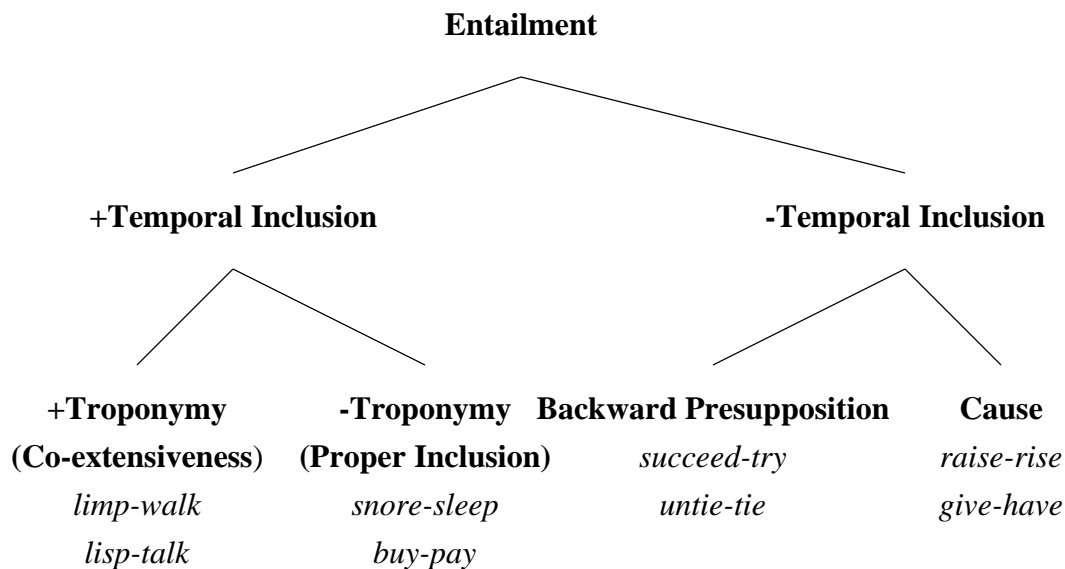 Entailment
+Temporal Inclusion
-Temporal Inclusion
+Troponymy
(Co-extensiveness)
limp-walk
lisp-talk
-Troponymy
(Proper Inclusion)
snore-sleep
buy-pay
Backward Presupposition
succeed-try
untie-tie
Cause
raise-rise
give-have